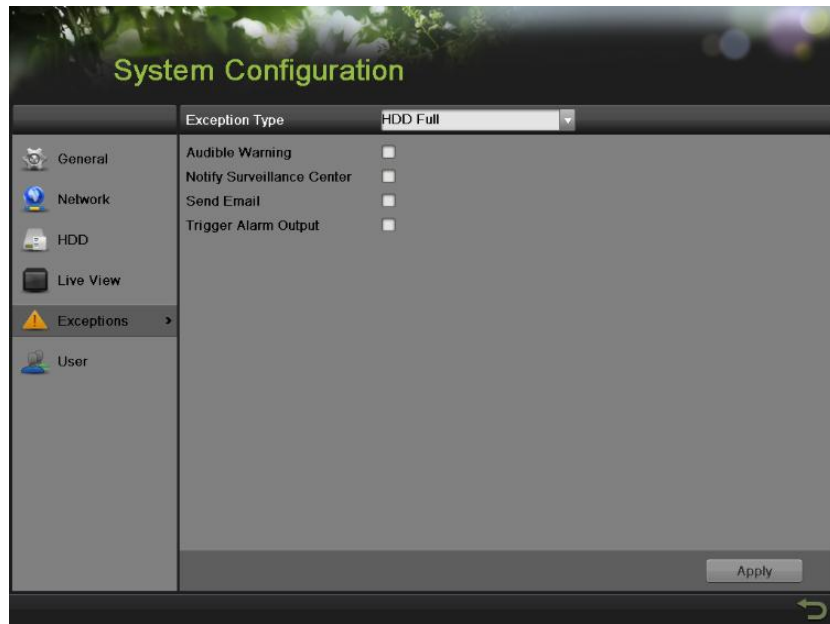 System Configuration
Exception Type HDD Full
General
Network
HDD
Live View
Exceptions
User
Audible Warning
Notify Surveillance Center
Send Email
Trigger Alarm Output
Apply